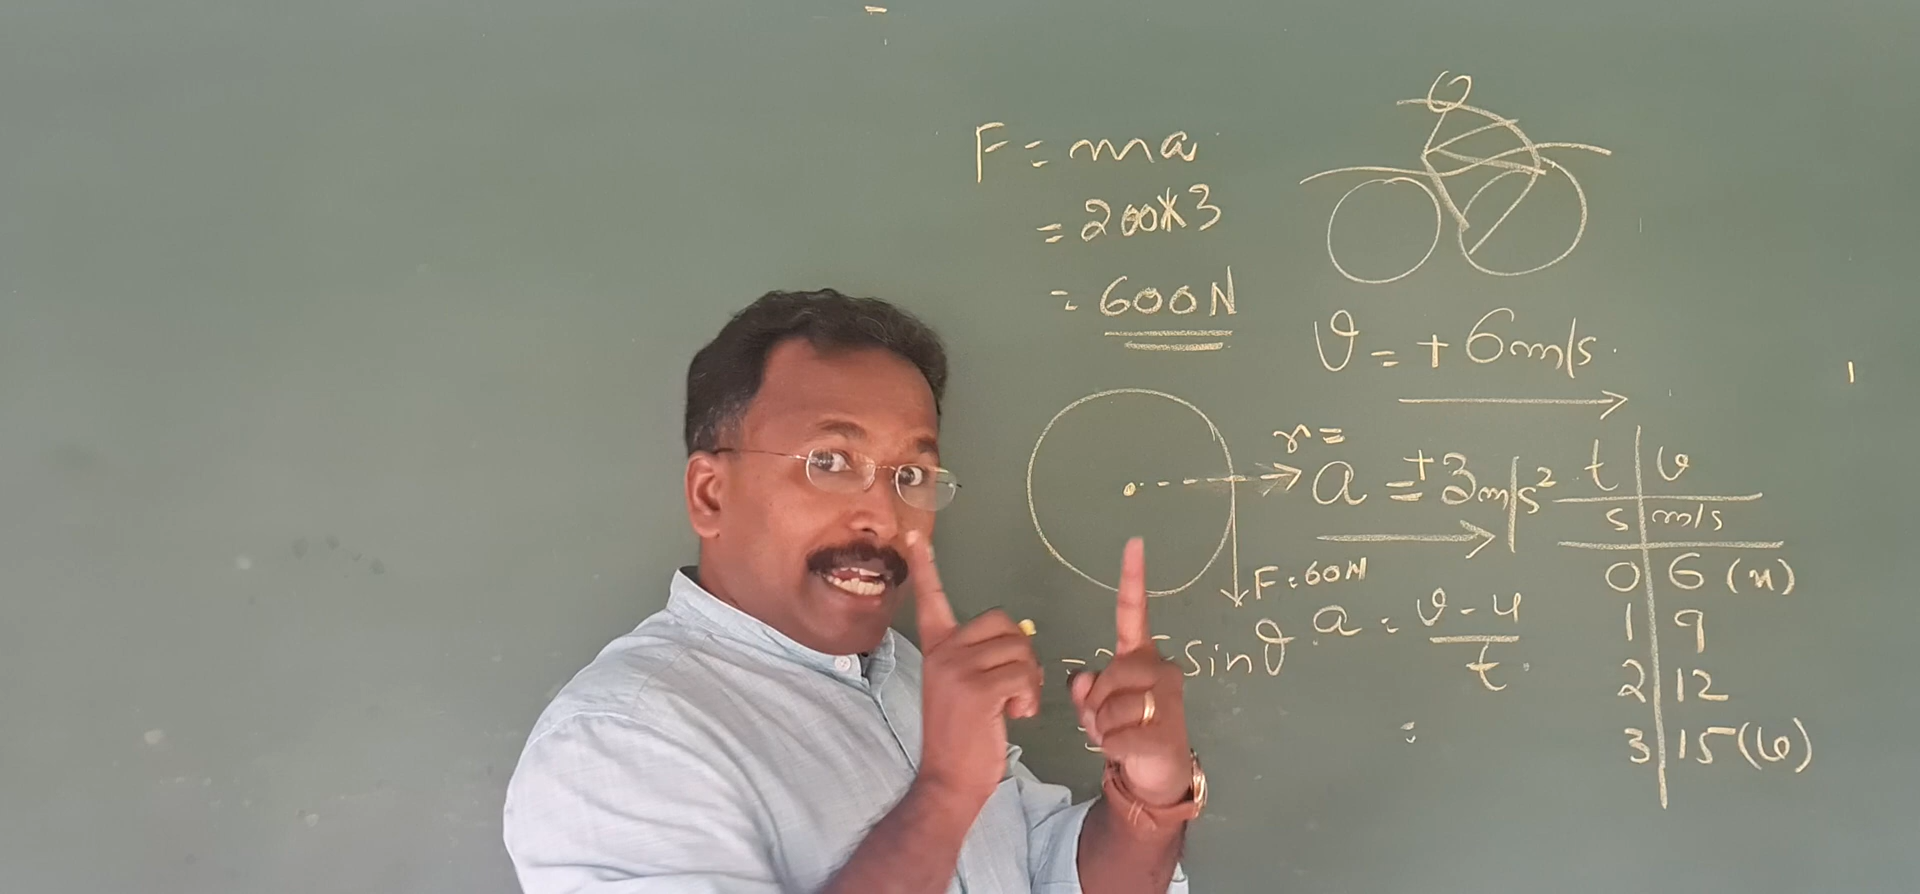 F = ma
= 200*3
= 600N
v = +6m/s.
r =
a = +3m/s²
F = 60N
sinθ
a = v - u
t
=
t v
s m/s
0 6 (u)
1 9
2 12
3 15 (v)